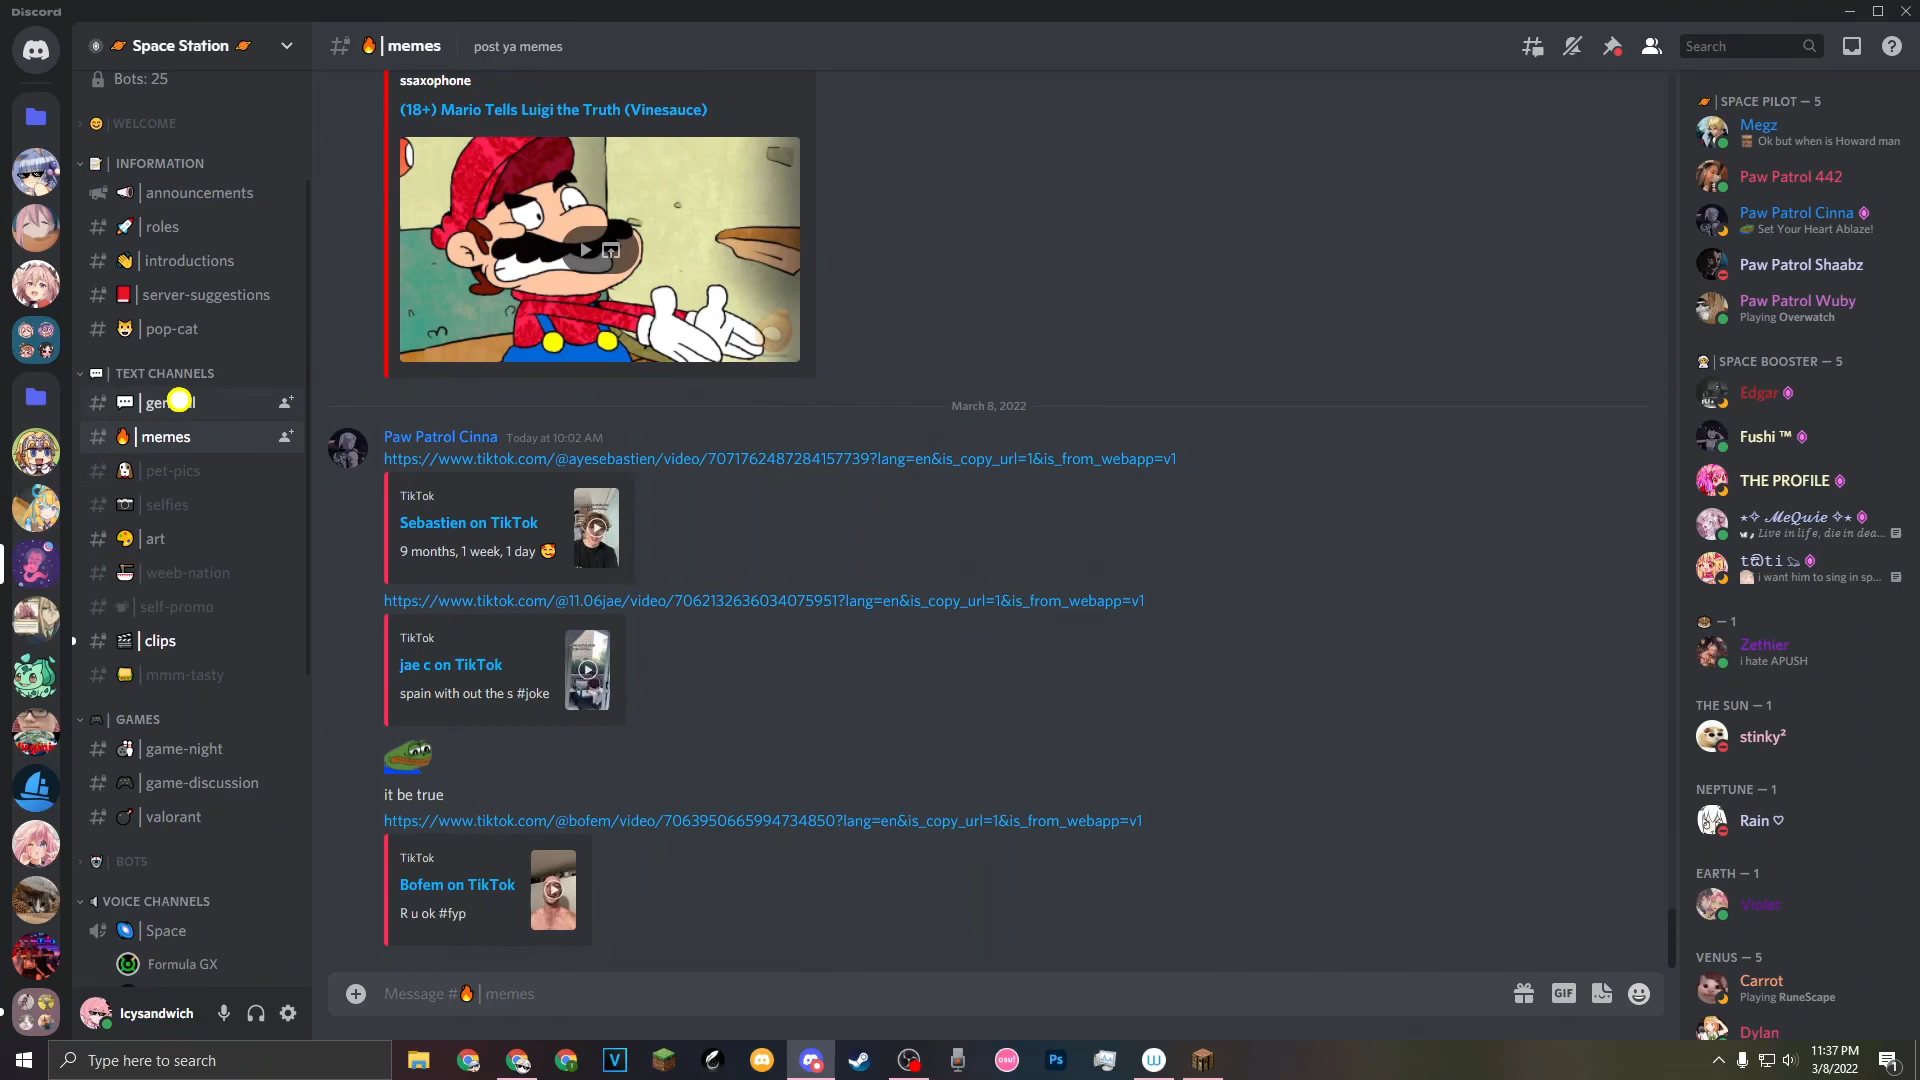 Discord
Space Station
Bots: 25
WELCOME
INFORMATION
announcements
roles
introductions
server-suggestions
pop-cat
TEXT CHANNELS
memes
pet-pics
selfies
art
weeb-nation
self-promo
clips
mmm-tasty
GAMES
game-night
game-discussion
valorant
BOTS
VOICE CHANNELS
Space
Formula GX
Icysandwich
memes
post ya memes
Search
ssaxophone
(18+) Mario Tells Luigi the Truth (Vinesauce)
March 8, 2022
Paw Patrol Cinna Today at 10:02 AM
https://www.tiktok.com/@ayesebastien/video/7071762487284157739?lang=en&is_copy_url=1&is_from_webapp=v1
TikTok
Sebastien on TikTok
9 months, 1 week, 1 day 🥰
https://www.tiktok.com/@11.06jae/video/7062132636034075951?lang=en&is_copy_url=1&is_from_webapp=v1
TikTok
jae c on TikTok
spain with out the s #joke
it be true
https://www.tiktok.com/@bofem/video/7063950665994734850?lang=en&is_copy_url=1&is_from_webapp=v1
TikTok
Bofem on TikTok
R u ok #fyp
Message #🔥│memes
GIF
SPACE PILOT — 5
Megz
Ok but when is Howard man
Paw Patrol 442
Paw Patrol Cinna
Set Your Heart Ablaze!
Paw Patrol Shaabz
Paw Patrol Wuby
Playing Overwatch
SPACE BOOSTER — 5
Edgar
Fushi ™
THE PROFILE
⋆✧ 𝓜𝓮𝓠𝓾𝓲𝓮 ✧⋆
Live in life, die in dea...
i want him to sing in sp...
— 1
Zethier
i hate APUSH
THE SUN — 1
stinky²
NEPTUNE — 1
Rain ♡
EARTH — 1
Violet
VENUS — 5
Carrot
Playing RuneScape
Dylan
Type here to search
V
osu!
Ps
W
11:37 PM
3/8/2022
1